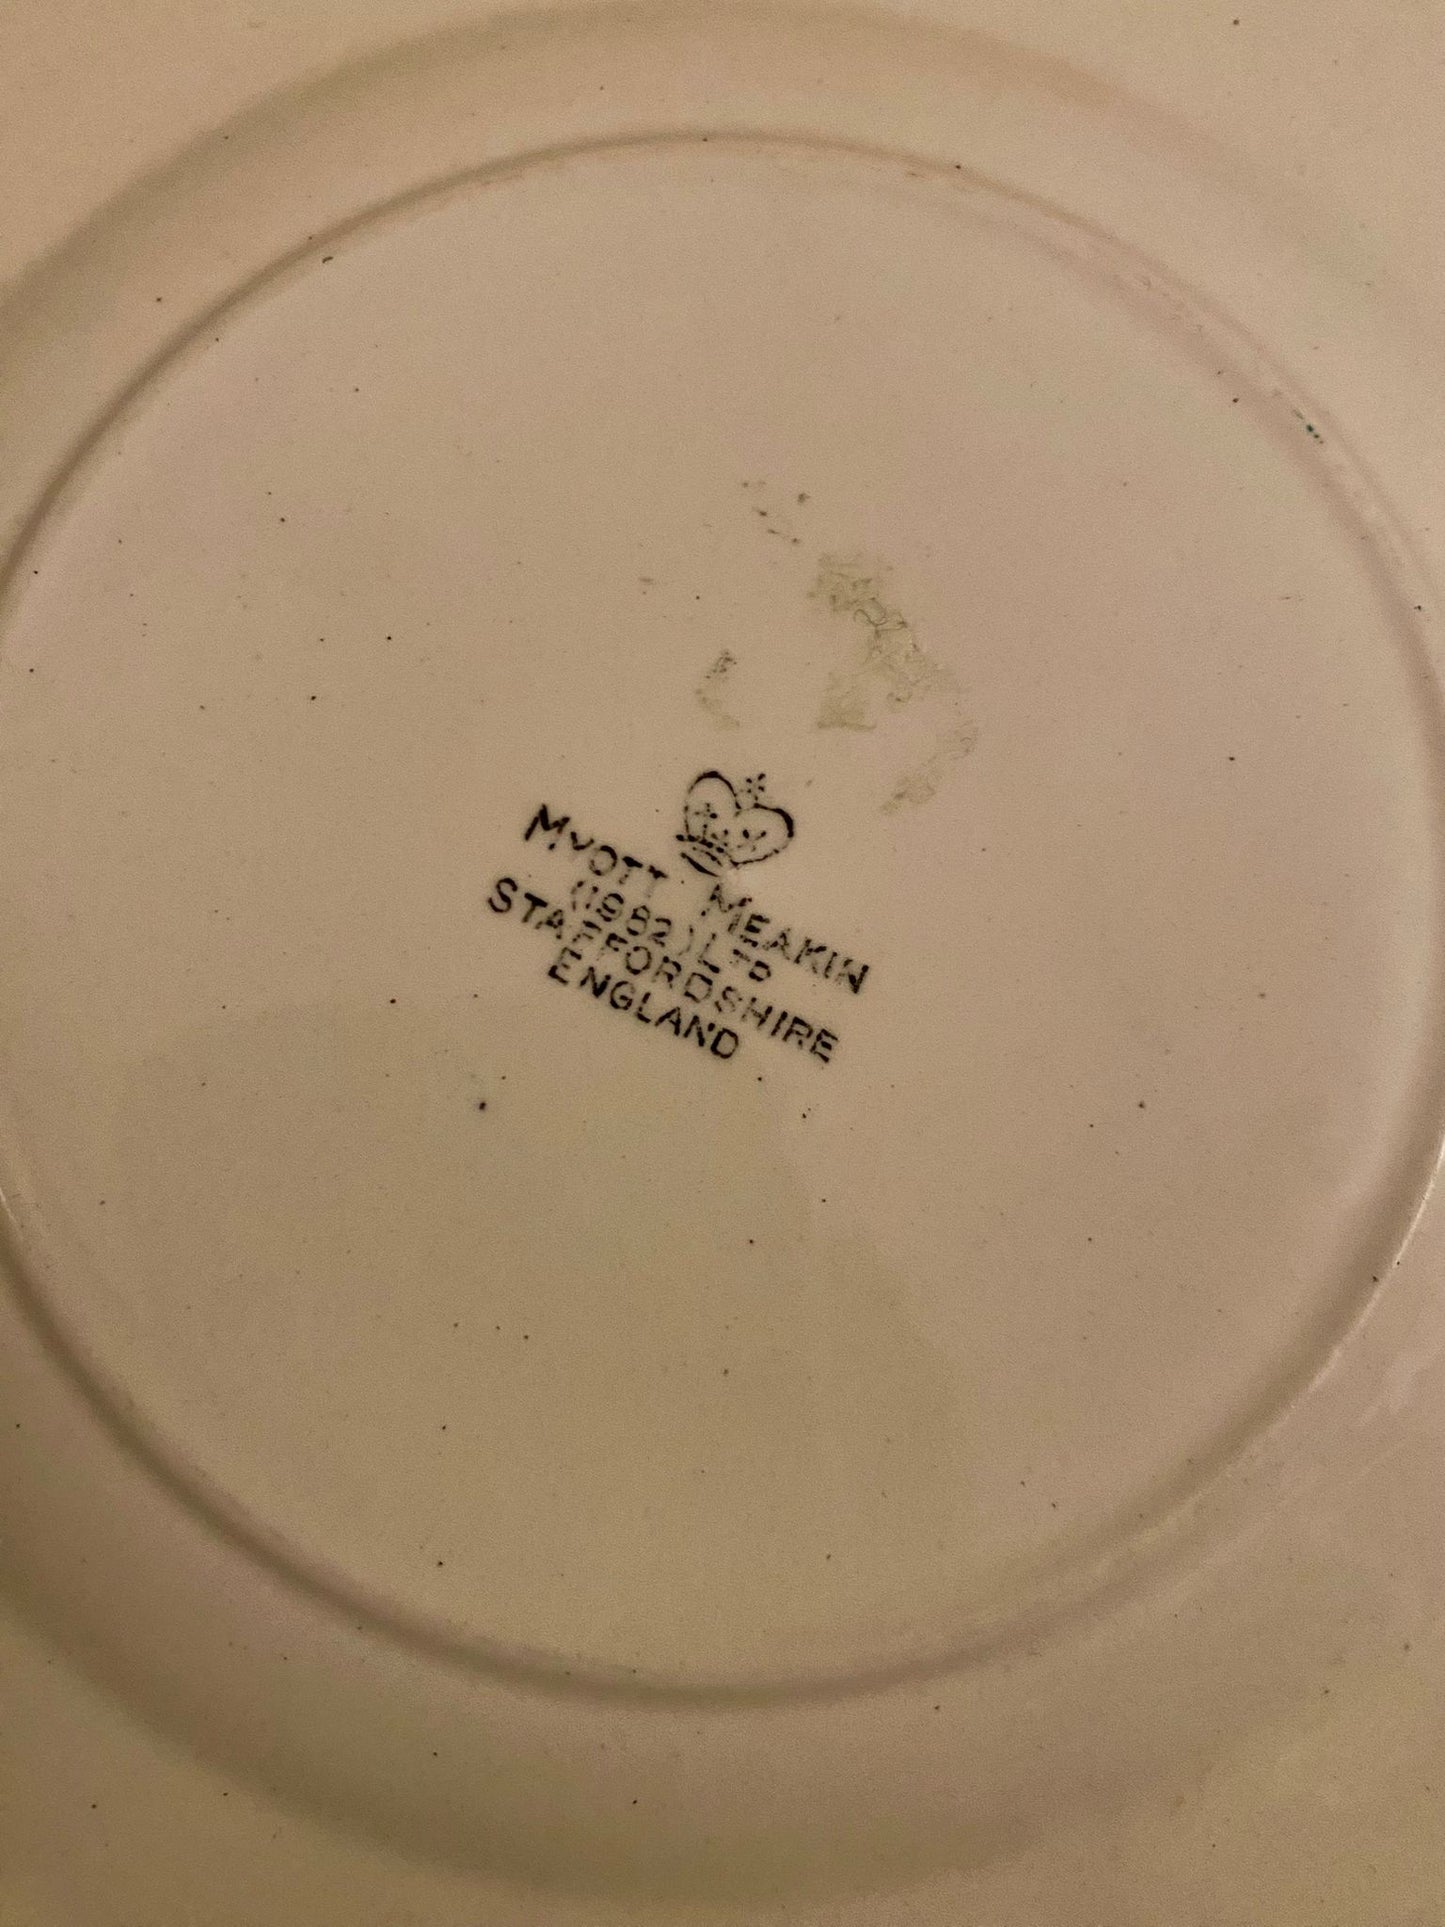 MYOTT MEAKIN
(1982) LTD
STAFFORDSHIRE
ENGLAND